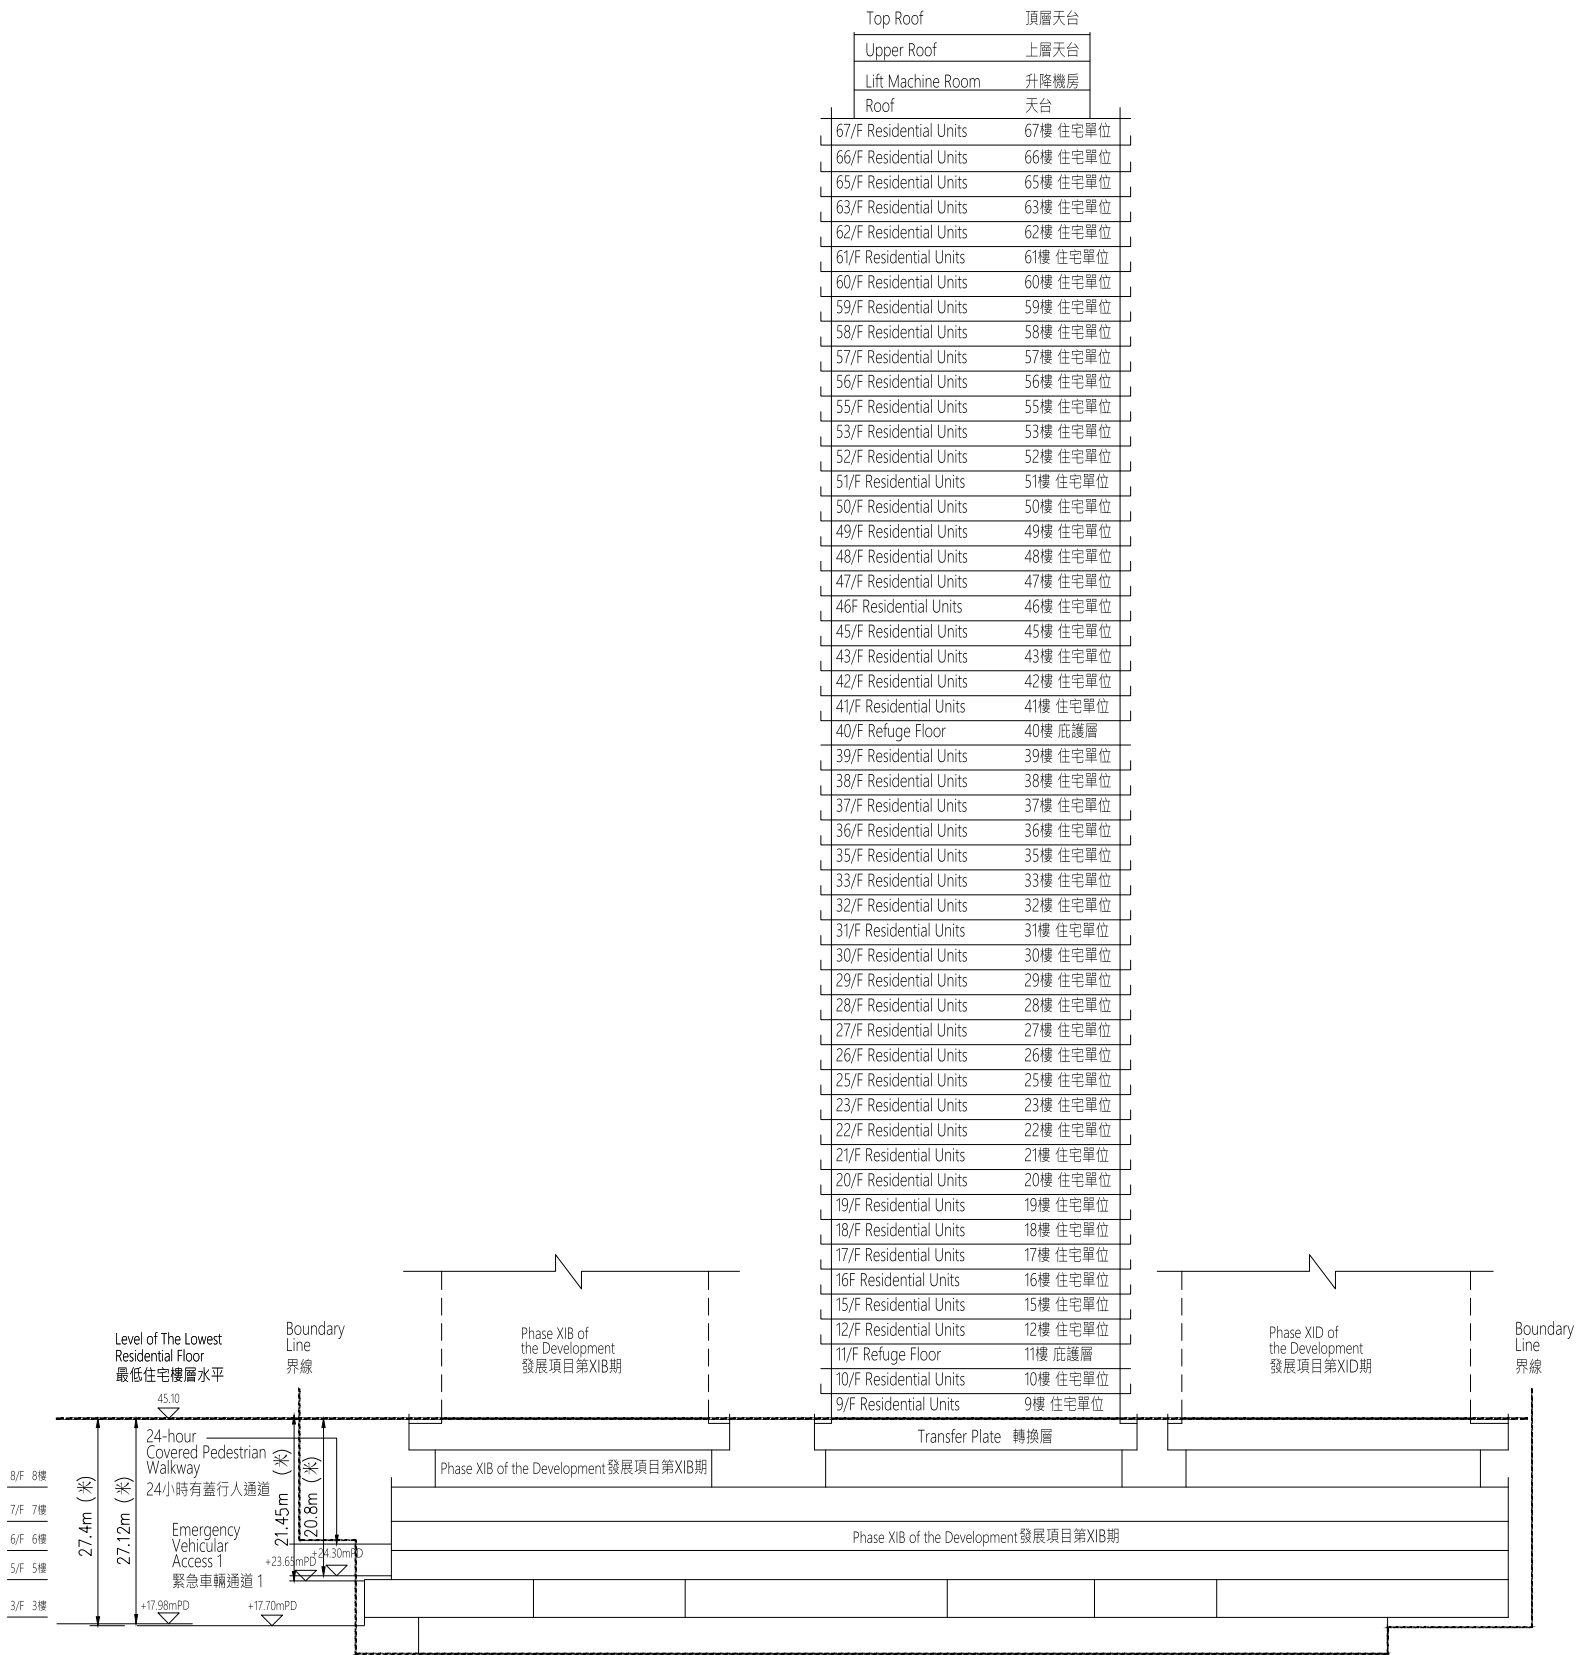 Top Roof 頂層天台
Upper Roof 上層天台
Lift Machine Room 升降機房
Roof 天台
67/F Residential Units 67樓 住宅單位
66/F Residential Units 66樓 住宅單位
65/F Residential Units 65樓 住宅單位
63/F Residential Units 63樓 住宅單位
62/F Residential Units 62樓 住宅單位
61/F Residential Units 61樓 住宅單位
60/F Residential Units 60樓 住宅單位
59/F Residential Units 59樓 住宅單位
58/F Residential Units 58樓 住宅單位
57/F Residential Units 57樓 住宅單位
56/F Residential Units 56樓 住宅單位
55/F Residential Units 55樓 住宅單位
53/F Residential Units 53樓 住宅單位
52/F Residential Units 52樓 住宅單位
51/F Residential Units 51樓 住宅單位
50/F Residential Units 50樓 住宅單位
49/F Residential Units 49樓 住宅單位
48/F Residential Units 48樓 住宅單位
47/F Residential Units 47樓 住宅單位
46F Residential Units 46樓 住宅單位
45/F Residential Units 45樓 住宅單位
43/F Residential Units 43樓 住宅單位
42/F Residential Units 42樓 住宅單位
41/F Residential Units 41樓 住宅單位
40/F Refuge Floor 40樓 庇護層
39/F Residential Units 39樓 住宅單位
38/F Residential Units 38樓 住宅單位
37/F Residential Units 37樓 住宅單位
36/F Residential Units 36樓 住宅單位
35/F Residential Units 35樓 住宅單位
33/F Residential Units 33樓 住宅單位
32/F Residential Units 32樓 住宅單位
31/F Residential Units 31樓 住宅單位
30/F Residential Units 30樓 住宅單位
29/F Residential Units 29樓 住宅單位
28/F Residential Units 28樓 住宅單位
27/F Residential Units 27樓 住宅單位
26/F Residential Units 26樓 住宅單位
25/F Residential Units 25樓 住宅單位
23/F Residential Units 23樓 住宅單位
22/F Residential Units 22樓 住宅單位
21/F Residential Units 21樓 住宅單位
20/F Residential Units 20樓 住宅單位
19/F Residential Units 19樓 住宅單位
18/F Residential Units 18樓 住宅單位
17/F Residential Units 17樓 住宅單位
16F Residential Units 16樓 住宅單位
15/F Residential Units 15樓 住宅單位
12/F Residential Units 12樓 住宅單位
11/F Refuge Floor 11樓 庇護層
10/F Residential Units 10樓 住宅單位
9/F Residential Units 9樓 住宅單位
Level of The Lowest
Residential Floor
最低住宅樓層水平
45.10
Boundary
Line
界線
Phase XIB of
the Development
發展項目第XIB期
Phase XID of
the Development
發展項目第XID期
Boundary
Line
界線
Transfer Plate 轉換層
24-hour
Covered Pedestrian
Walkway
24小時有蓋行人通道
Phase XIB of the Development發展項目第XIB期
8/F 8樓
7/F 7樓
6/F 6樓
5/F 5樓
3/F 3樓
27.4m (米)
27.12m (米)
21.45m (米)
20.8m (米)
Emergency
Vehicular
Access 1
緊急車輛通道 1
+23.65mPD
+24.30mPD
+17.98mPD
+17.70mPD
Phase XIB of the Development發展項目第XIB期